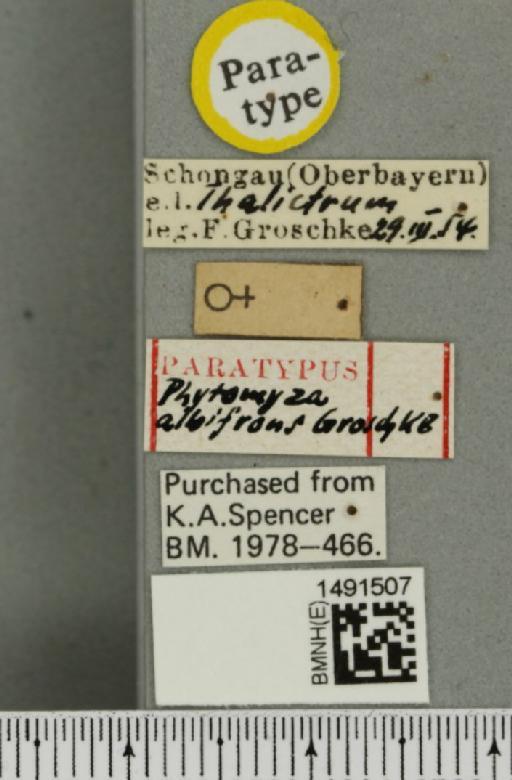 Para-
type
Schongau(Oberbayern)
e.l. Thalictrum
leg.F.Groschke 29.III.54.
♀
PARATYPUS
Phytomyza
albifrons Groschke
Purchased from
K.A.Spencer
BM. 1978–466.
1491507
BMNH(E)